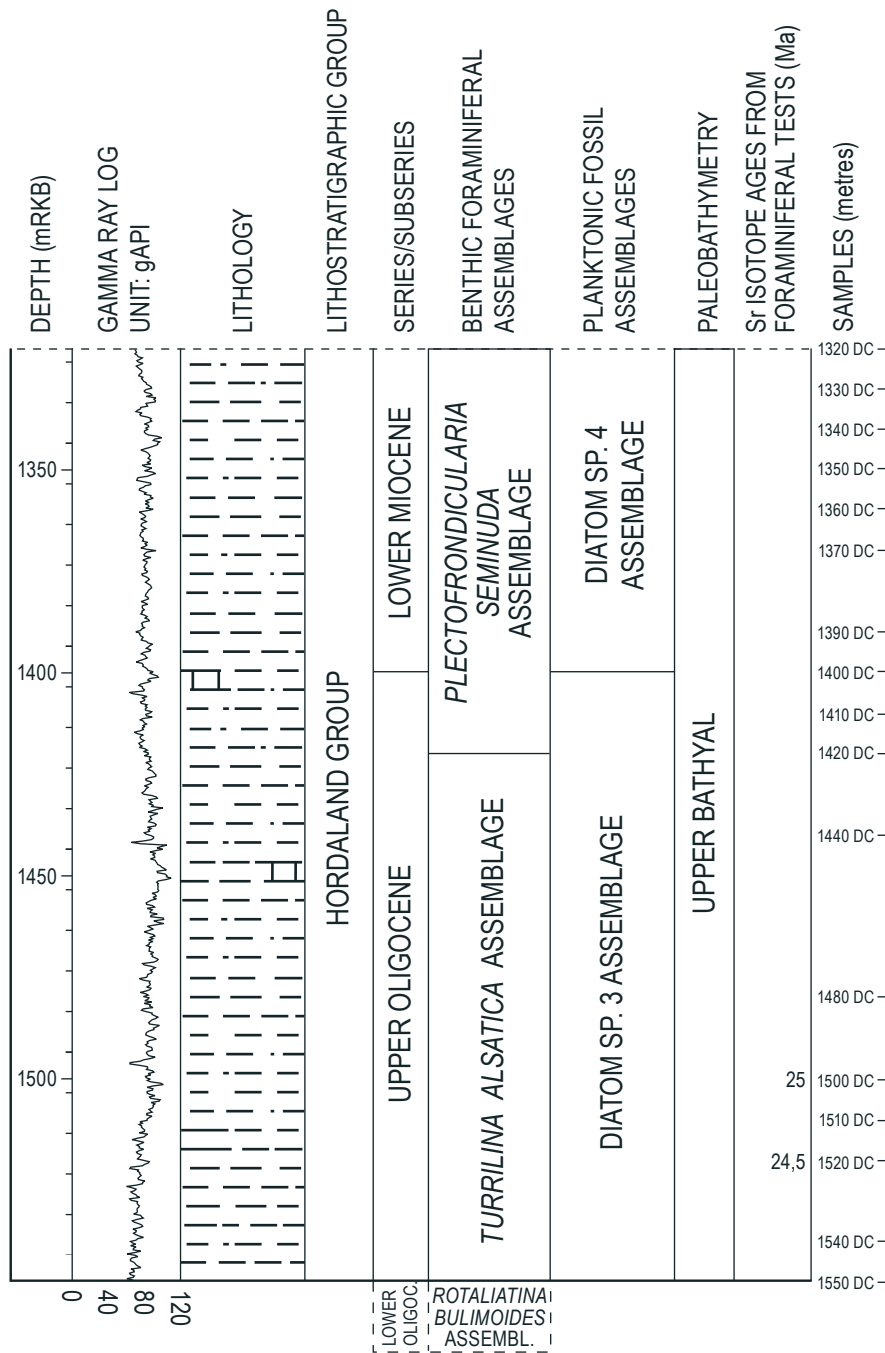 DEPTH (mRKB)
GAMMA RAY LOG
UNIT: gAPI
LITHOLOGY
LITHOSTRATIGRAPHIC GROUP
SERIES/SUBSERIES
BENTHIC FORAMINIFERAL
ASSEMBLAGES
PLANKTONIC FOSSIL
ASSEMBLAGES
PALEOBATHYMETRY
Sr ISOTOPE AGES FROM
FORAMINIFERAL TESTS (Ma)
SAMPLES (metres)
1350
1400
1450
1500
0
40
80
120
HORDALAND GROUP
LOWER MIOCENE
UPPER OLIGOCENE
LOWER
OLIGOC.
PLECTOFRONDICULARIA
SEMINUDA
ASSEMBLAGE
TURRILINA ALSATICA ASSEMBLAGE
ROTALIATINA
BULIMOIDES
ASSEMBL.
DIATOM SP. 4
ASSEMBLAGE
DIATOM SP. 3 ASSEMBLAGE
UPPER BATHYAL
25
24,5
1320 DC
1330 DC
1340 DC
1350 DC
1360 DC
1370 DC
1390 DC
1400 DC
1410 DC
1420 DC
1440 DC
1480 DC
1500 DC
1510 DC
1520 DC
1540 DC
1550 DC